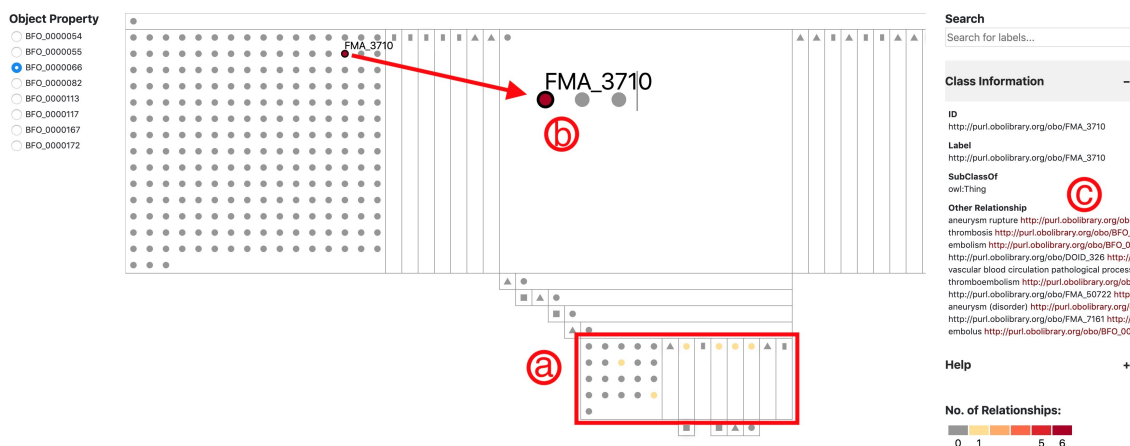 Object Property
BFO_0000054
BFO_0000055
BFO_0000066
BFO_0000082
BFO_0000113
BFO_0000117
BFO_0000167
BFO_0000172
FMA_3710
FMA_3710
b
a
Search
Search for labels...
Class Information −
ID
http://purl.obolibrary.org/obo/FMA_3710
Label
http://purl.obolibrary.org/obo/FMA_3710
SubClassOf
owl:Thing
c
Other Relationship
aneurysm rupture http://purl.obolibrary.org/ob
thrombosis http://purl.obolibrary.org/obo/BFO_
embolism http://purl.obolibrary.org/obo/BFO_0
http://purl.obolibrary.org/obo/DOID_326 http:/
vascular blood circulation pathological process
thromboembolism http://purl.obolibrary.org/ob
http://purl.obolibrary.org/obo/FMA_50722 http
aneurysm (disorder) http://purl.obolibrary.org/
http://purl.obolibrary.org/obo/FMA_7161 http:/
embolus http://purl.obolibrary.org/obo/BFO_00
Help +
No. of Relationships:
0 1 5 6